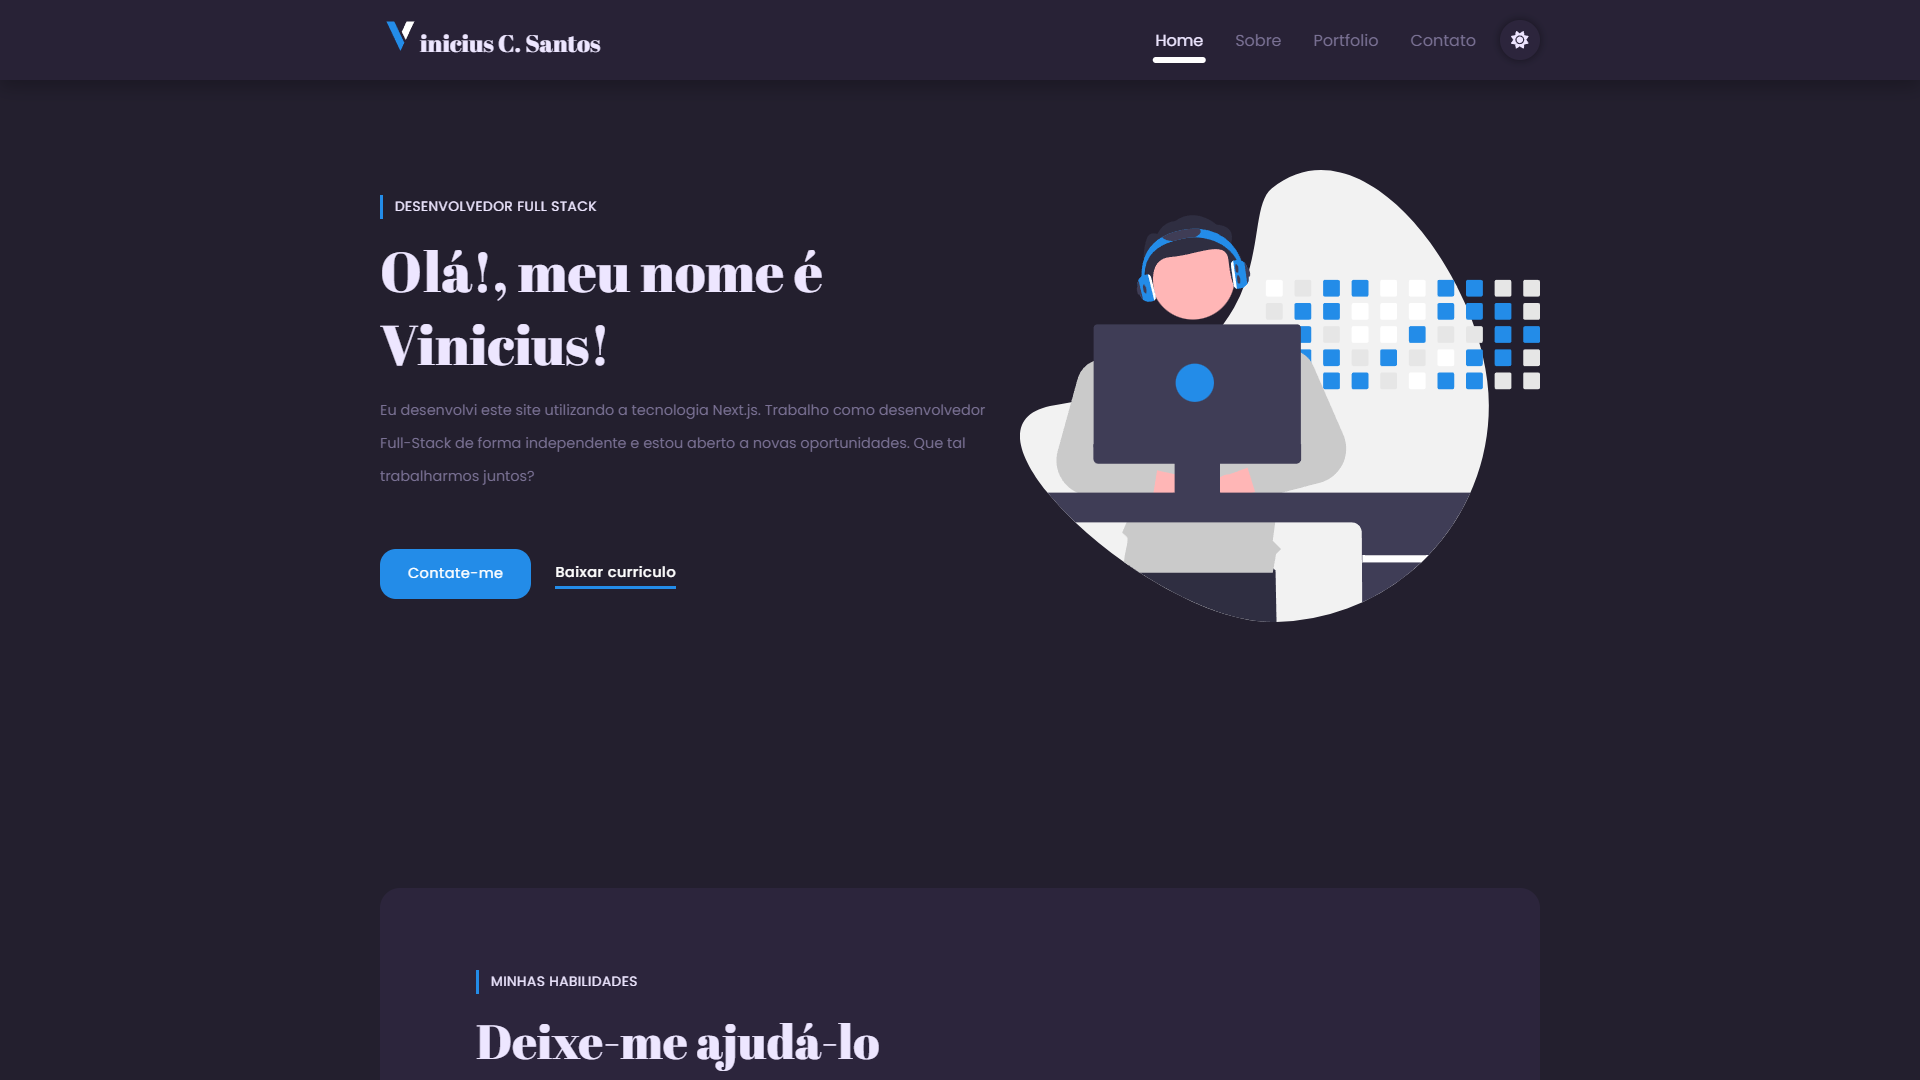 Vinicius C. Santos
Home
Sobre
Portfolio
Contato
DESENVOLVEDOR FULL STACK
Olá!, meu nome é
Vinicius!
Eu desenvolvi este site utilizando a tecnologia Next.js. Trabalho como desenvolvedor
Full-Stack de forma independente e estou aberto a novas oportunidades. Que tal
trabalharmos juntos?
Contate-me
Baixar curriculo
MINHAS HABILIDADES
Deixe-me ajudá-lo